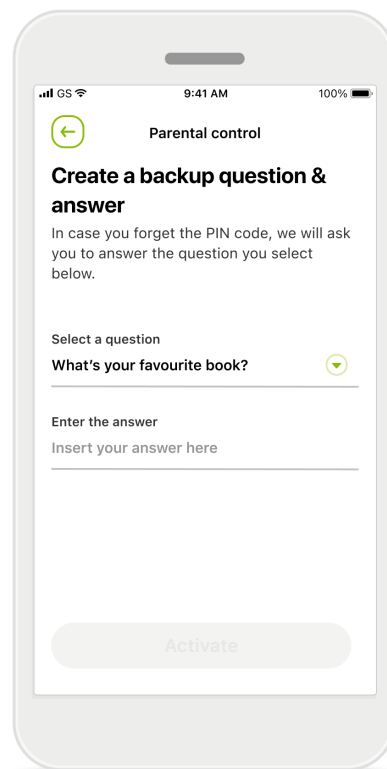 GS 9:41 AM 100%
Parental control
Create a backup question &
answer
In case you forget the PIN code, we will ask
you to answer the question you select
below.
Select a question
What's your favourite book?
Enter the answer
Insert your answer here
Activate